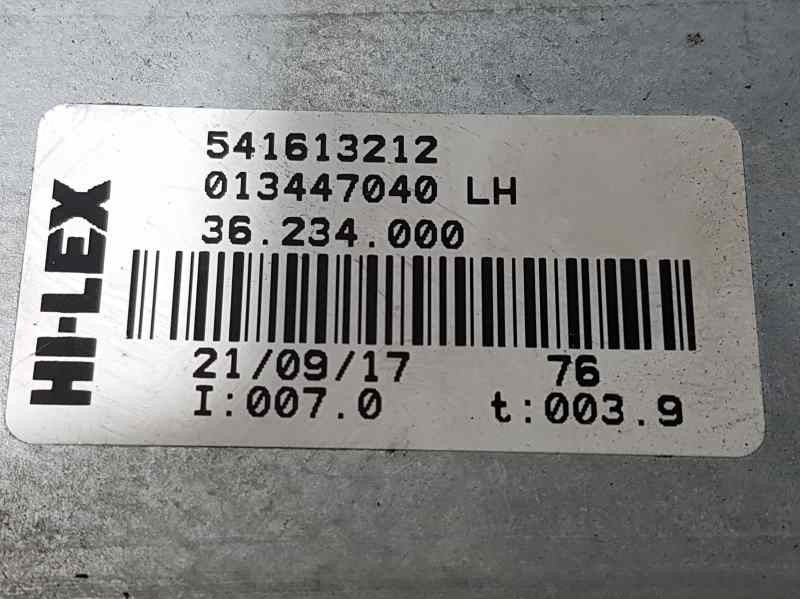 HI-LEX
541613212
013447040 LH
36.234.000
21/09/17 76
I:007.0 t:003.9